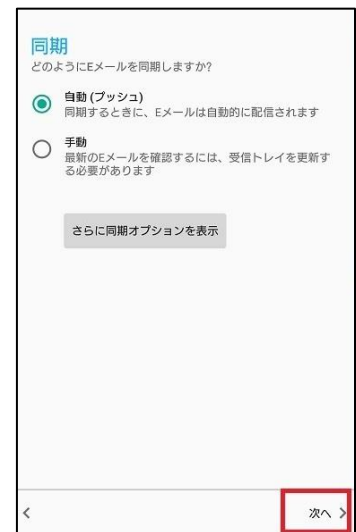 同期
どのようにEメールを同期しますか?
自動 (プッシュ)
同期するときに、Eメールは自動的に配信されます
手動
最新のEメールを確認するには、受信トレイを更新す
る必要があります
さらに同期オプションを表示
次へ